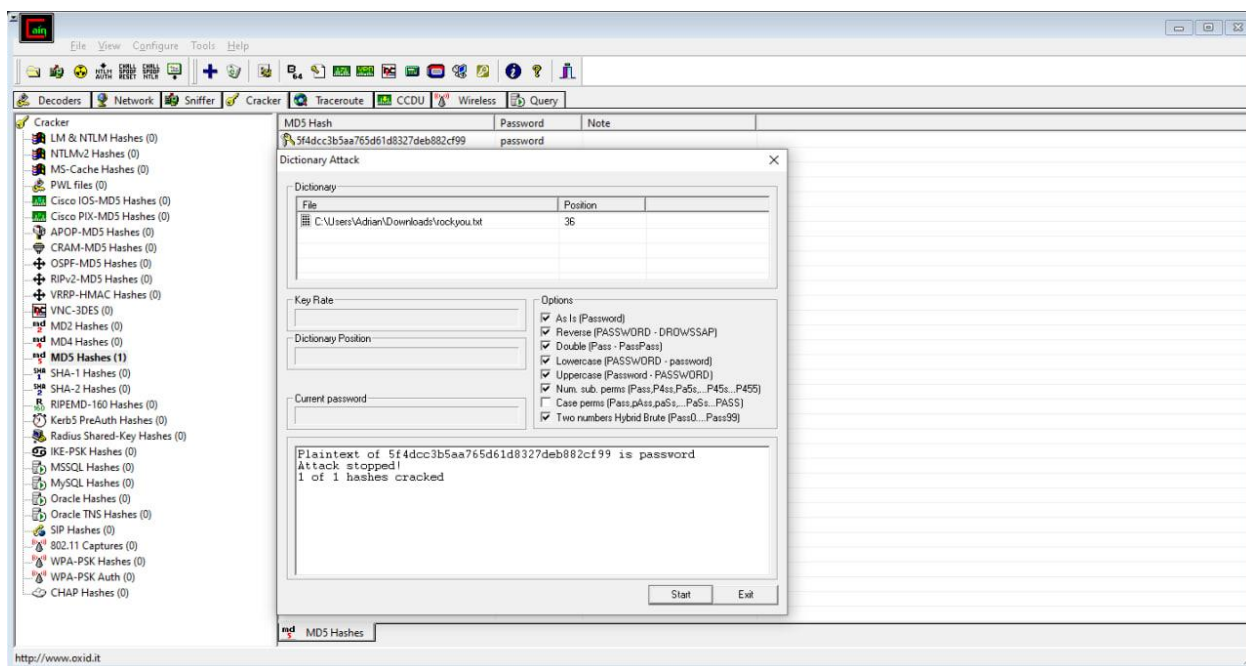 ain
File View Configure Tools Help
Decoders Network Sniffer Cracker Traceroute CCDU Wireless Query
Cracker
LM & NTLM Hashes (0)
NTLMv2 Hashes (0)
MS-Cache Hashes (0)
PWL files (0)
Cisco IOS-MD5 Hashes (0)
Cisco PIX-MD5 Hashes (0)
APOP-MD5 Hashes (0)
CRAM-MD5 Hashes (0)
OSPF-MD5 Hashes (0)
RIPv2-MD5 Hashes (0)
VRRP-HMAC Hashes (0)
VNC-3DES (0)
MD2 Hashes (0)
MD4 Hashes (0)
MD5 Hashes (1)
SHA-1 Hashes (0)
SHA-2 Hashes (0)
RIPEMD-160 Hashes (0)
Kerb5 PreAuth Hashes (0)
Radius Shared-Key Hashes (0)
IKE-PSK Hashes (0)
MSSQL Hashes (0)
MySQL Hashes (0)
Oracle Hashes (0)
Oracle TNS Hashes (0)
SIP Hashes (0)
802.11 Captures (0)
WPA-PSK Hashes (0)
WPA-PSK Auth (0)
CHAP Hashes (0)
MD5 Hash Password Note
5f4dcc3b5aa765d61d8327deb882cf99 password
Dictionary Attack
Dictionary
File Position
C:\Users\Adrian\Downloads\rockyou.txt 36
Key Rate
Dictionary Position
Current password
Options
As Is (Password)
Reverse (PASSWORD - DROWSSAP)
Double (Pass - PassPass)
Lowercase (PASSWORD - password)
Uppercase (Password - PASSWORD)
Num. sub. perms (Pass,P4ss,Pa5s,...P45s...P455)
Case perms (Pass,pAss,paSs,...PaSs...PASS)
Two numbers Hybrid Brute (Pass0....Pass99)
Plaintext of 5f4dcc3b5aa765d61d8327deb882cf99 is password
Attack stopped!
1 of 1 hashes cracked
Start Exit
MD5 Hashes
http://www.oxid.it